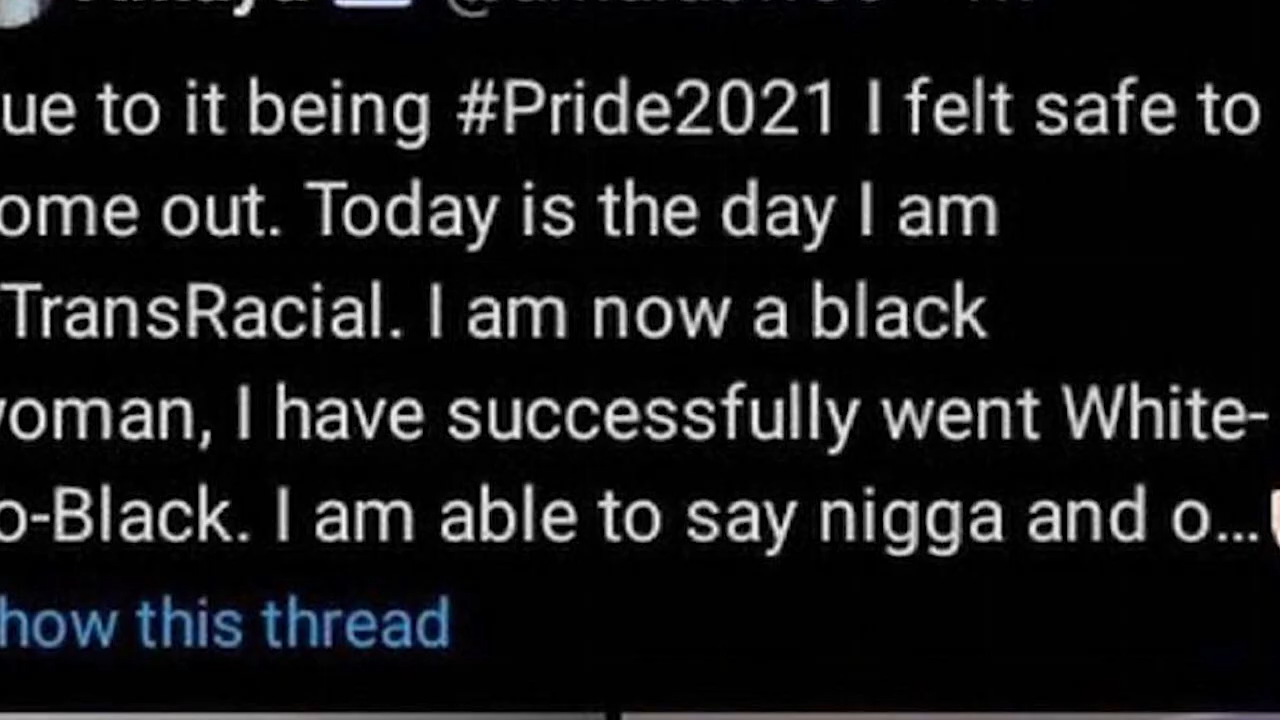 ue to it being #Pride2021 I felt safe to
ome out. Today is the day I am
TransRacial. I am now a black
woman, I have successfully went White-
o-Black. I am able to say nigga and o...
how this thread